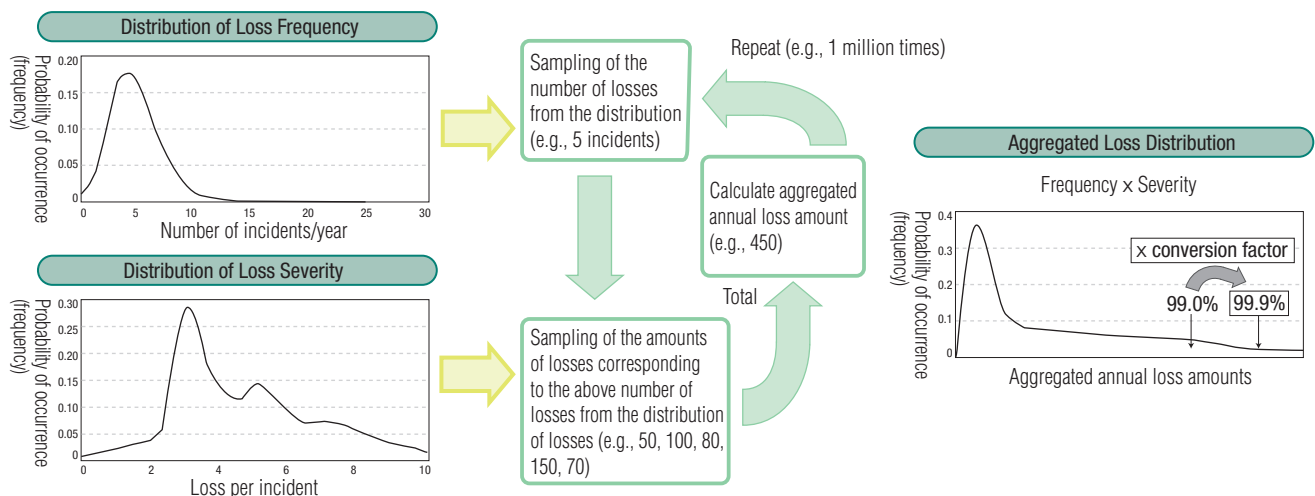 Distribution of Loss Frequency
Probability of occurrence
(frequency)
0.20
0.15
0.10
0.05
0
0 5 10 15 20 25 30
Number of incidents/year
Distribution of Loss Severity
Probability of occurrence
(frequency)
0.30
0.25
0.20
0.15
0.10
0.05
0
0 2 4 6 8 10
Loss per incident
Sampling of the
number of losses
from the distribution
(e.g., 5 incidents)
Sampling of the amounts
of losses corresponding
to the above number of
losses from the distribution
of losses (e.g., 50, 100, 80,
150, 70)
Total
Calculate aggregated
annual loss amount
(e.g., 450)
Repeat (e.g., 1 million times)
Aggregated Loss Distribution
Frequency x Severity
Probability of occurrence
(frequency)
0.4
0.3
0.2
0.1
0
x conversion factor
99.0% 99.9%
Aggregated annual loss amounts